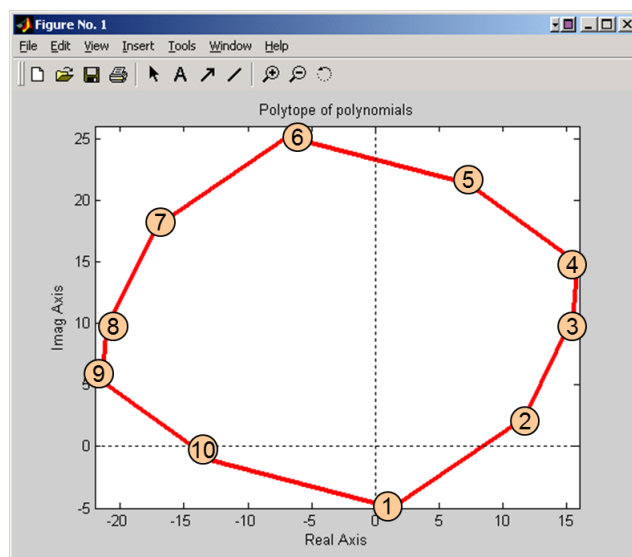 Figure No. 1
File Edit View Insert Tools Window Help
A
Polytope of polynomials
25
20
15
10
5
0
-5
-20 -15 -10 -5 0 5 10 15
Imag Axis
Real Axis
1
2
3
4
5
6
7
8
9
10